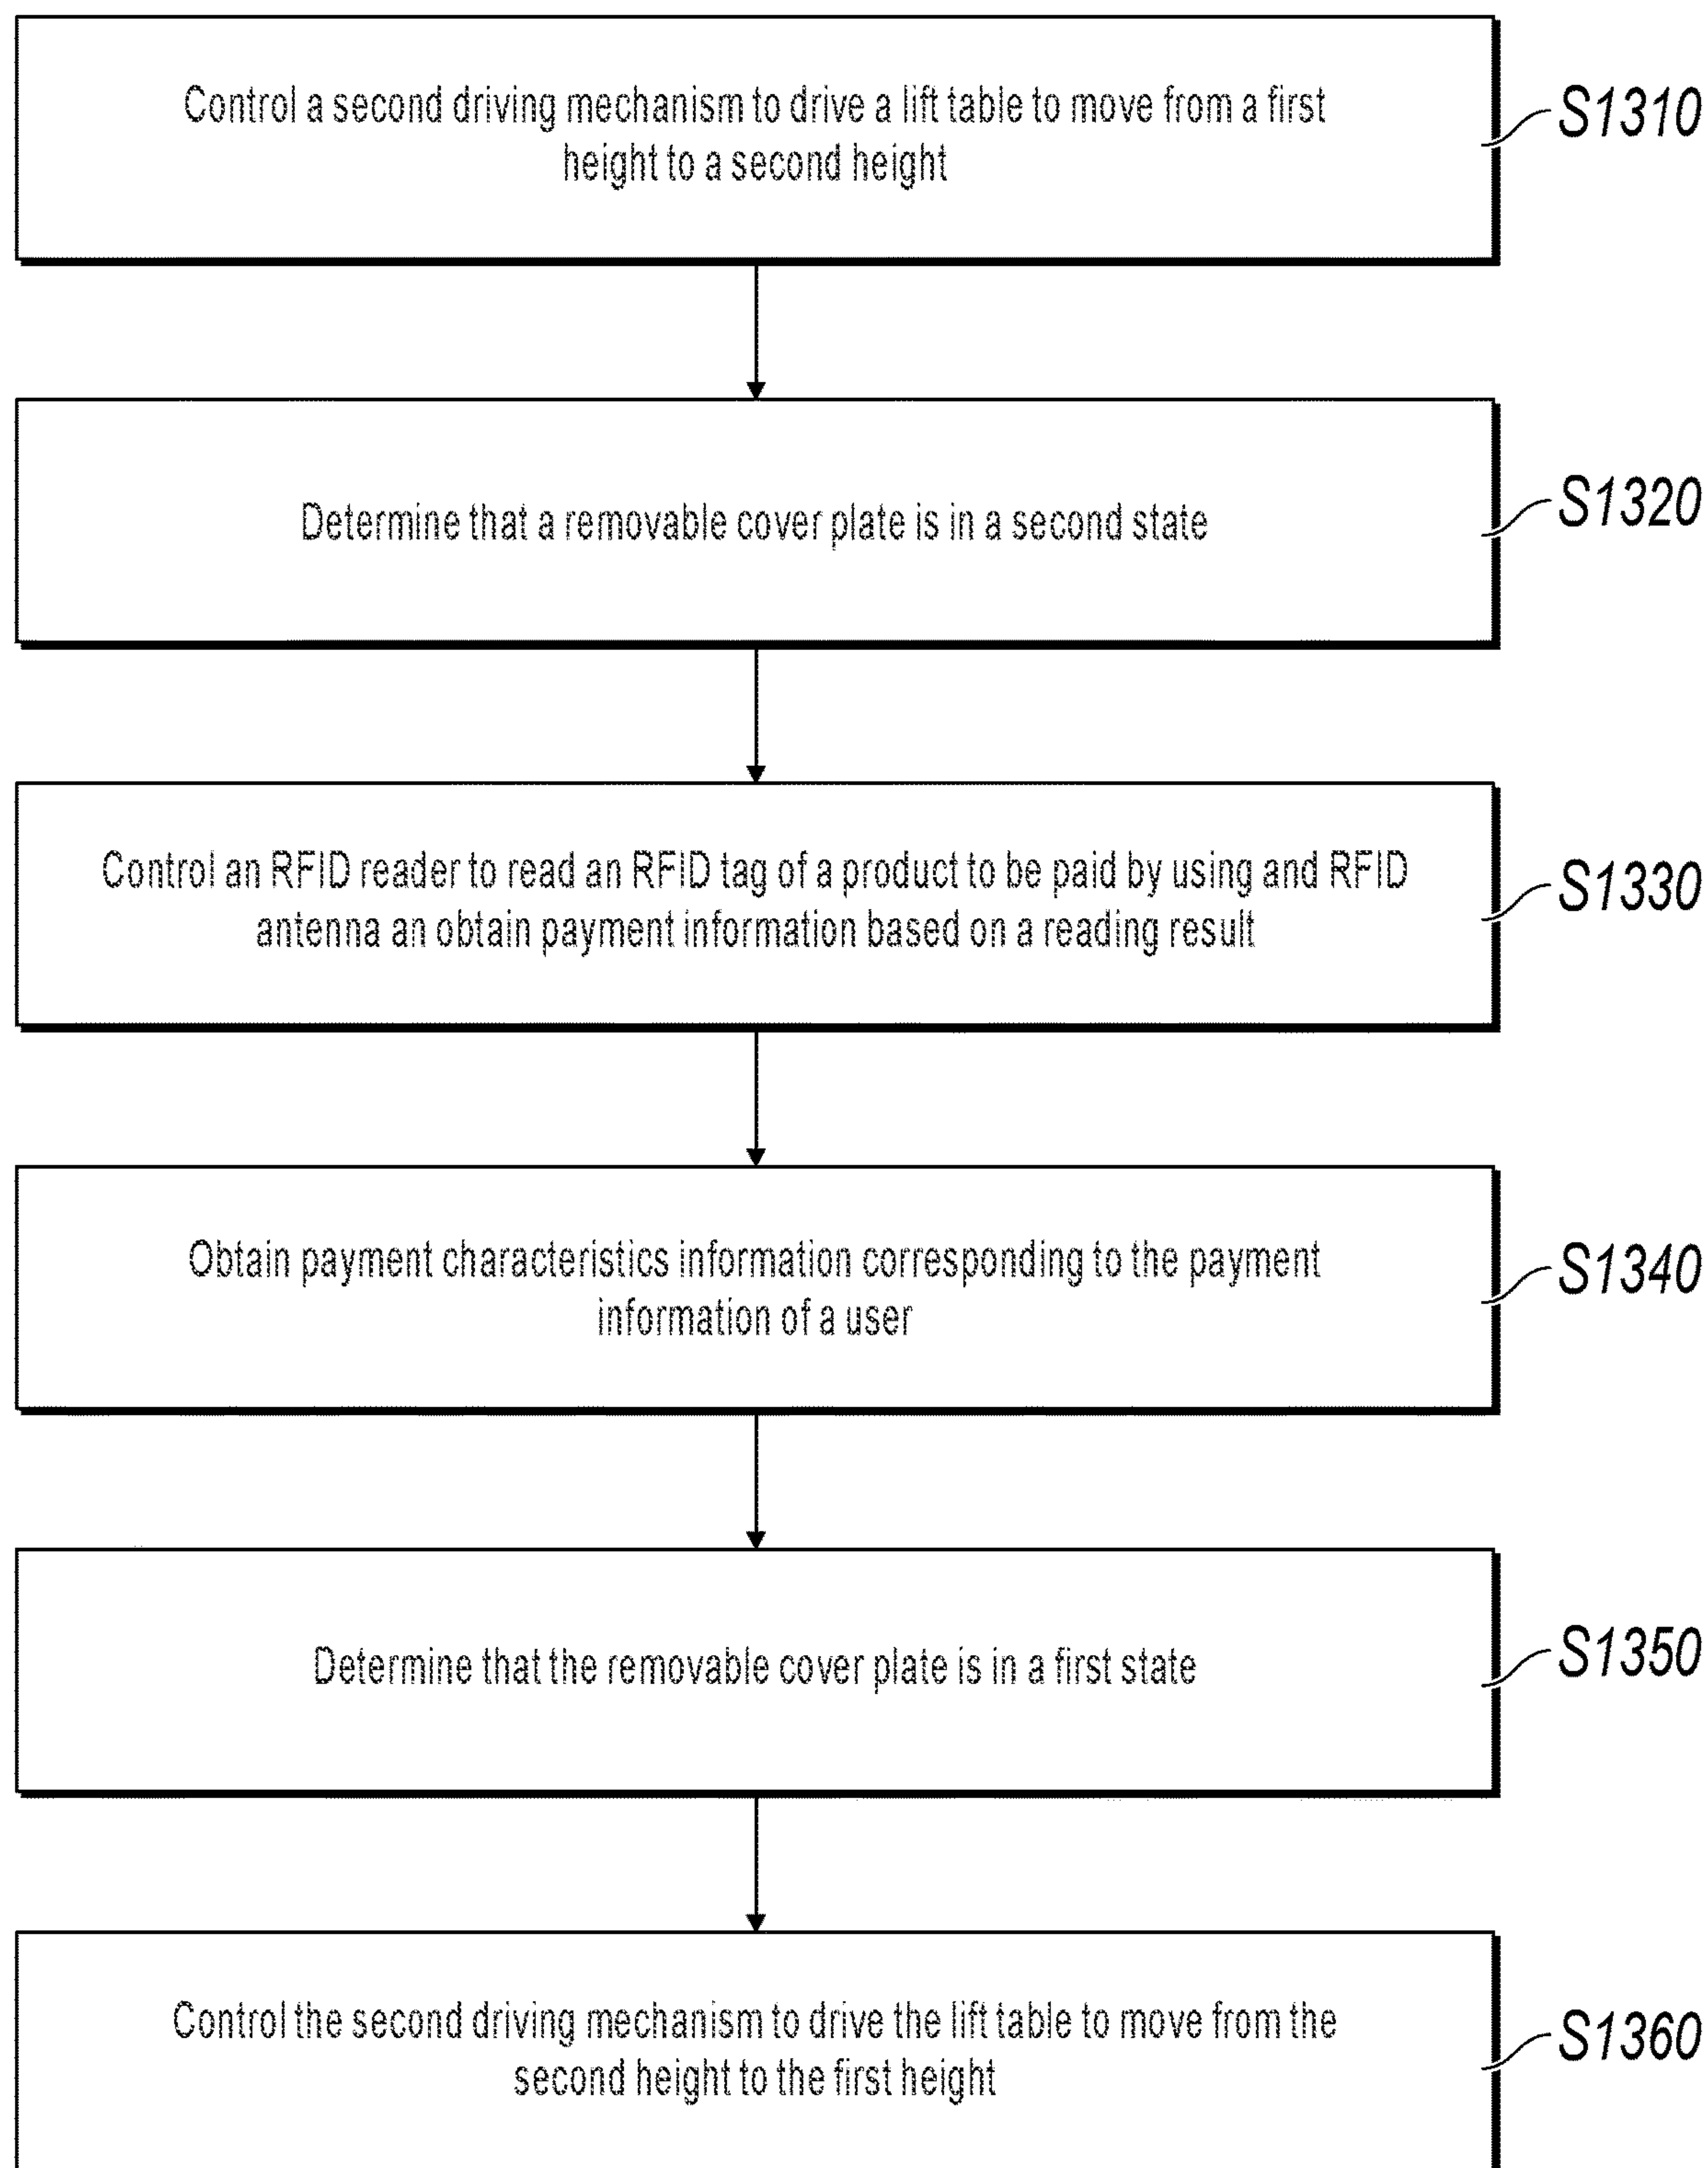 Control a second driving mechanism to drive a lift table to move from a first
height to a second height
S1310
Determine that a removable cover plate is in a second state
S1320
Control an RFID reader to read an RFID tag of a product to be paid by using and RFID
antenna an obtain payment information based on a reading result
S1330
Obtain payment characteristics information corresponding to the payment
information of a user
S1340
Determine that the removable cover plate is in a first state
S1350
Control the second driving mechanism to drive the lift table to move from the
second height to the first height
S1360